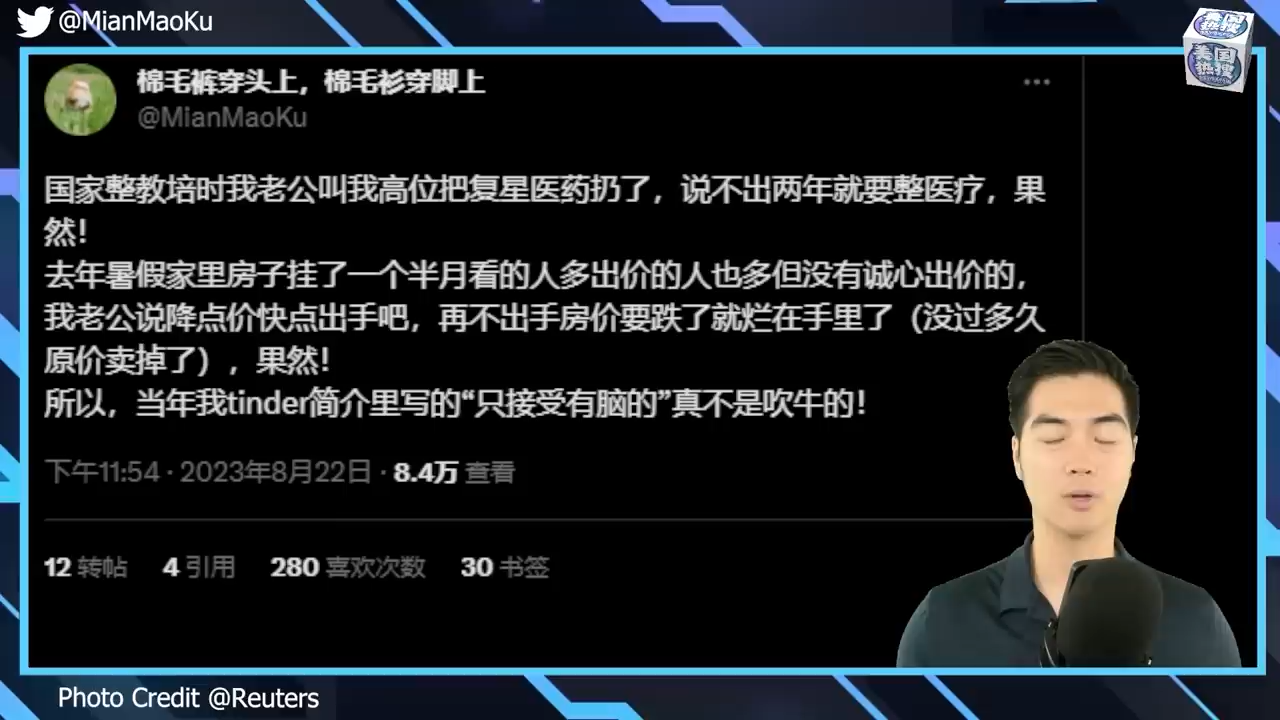 @MianMaoKu
美国
热搜
美国
热搜
棉毛裤穿头上，棉毛衫穿脚上
@MianMaoKu
国家整教培时我老公叫我高位把复星医药扔了，说不出两年就要整医疗，果
然！
去年暑假家里房子挂了一个半月看的人多出价的人也多但没有诚心出价的，
我老公说降点价快点出手吧，再不出手房价要跌了就烂在手里了（没过多久
原价卖掉了），果然！
所以，当年我tinder简介里写的“只接受有脑的”真不是吹牛的！
下午11:54 · 2023年8月22日 · 8.4万 查看
12 转帖 4 引用 280 喜欢次数 30 书签
Photo Credit @Reuters